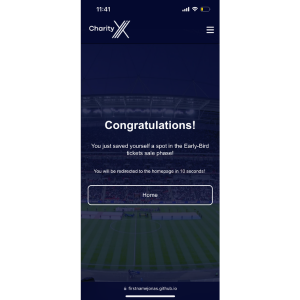 11:41
Charity X
Congratulations!
You just saved yourself a spot in the Early-Bird
tickets sale phase!
You will be redirected to the homepage in 10 seconds!
Home
firstnamejonas.github.io